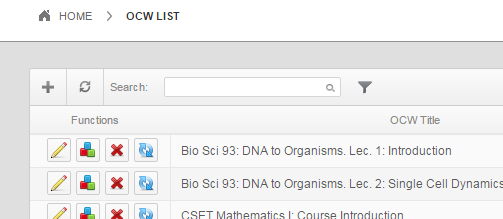 HOME > OCW LIST
Search:
Functions OCW Title
Bio Sci 93: DNA to Organisms. Lec. 1: Introduction
Bio Sci 93: DNA to Organisms. Lec. 2: Single Cell Dynamics
CSET Mathematics I: Course Introduction